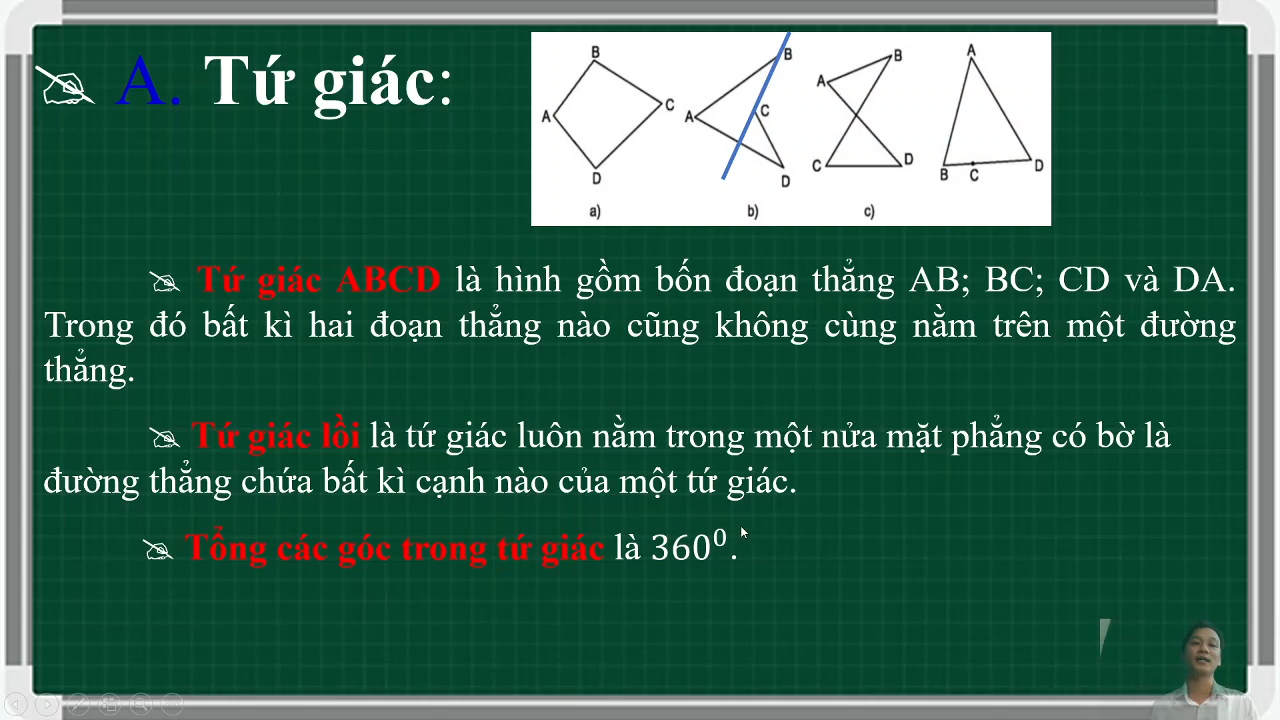 A. Tứ giác:
B
A
C
D
a)
B
A
C
D
b)
B
A
C
D
c)
A
B
C
D
Tứ giác ABCD là hình gồm bốn đoạn thẳng AB; BC; CD và DA.
Trong đó bất kì hai đoạn thẳng nào cũng không cùng nằm trên một đường
thẳng.
Tứ giác lồi là tứ giác luôn nằm trong một nửa mặt phẳng có bờ là
đường thẳng chứa bất kì cạnh nào của một tứ giác.
Tổng các góc trong tứ giác là 360⁰.